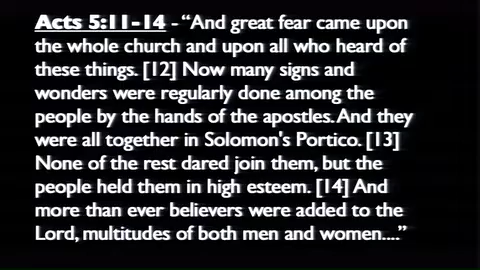 Acts 5:11-14 - “And great fear came upon
the whole church and upon all who heard of
these things. [12] Now many signs and
wonders were regularly done among the
people by the hands of the apostles. And they
were all together in Solomon's Portico. [13]
None of the rest dared join them, but the
people held them in high esteem. [14] And
more than ever believers were added to the
Lord, multitudes of both men and women....”